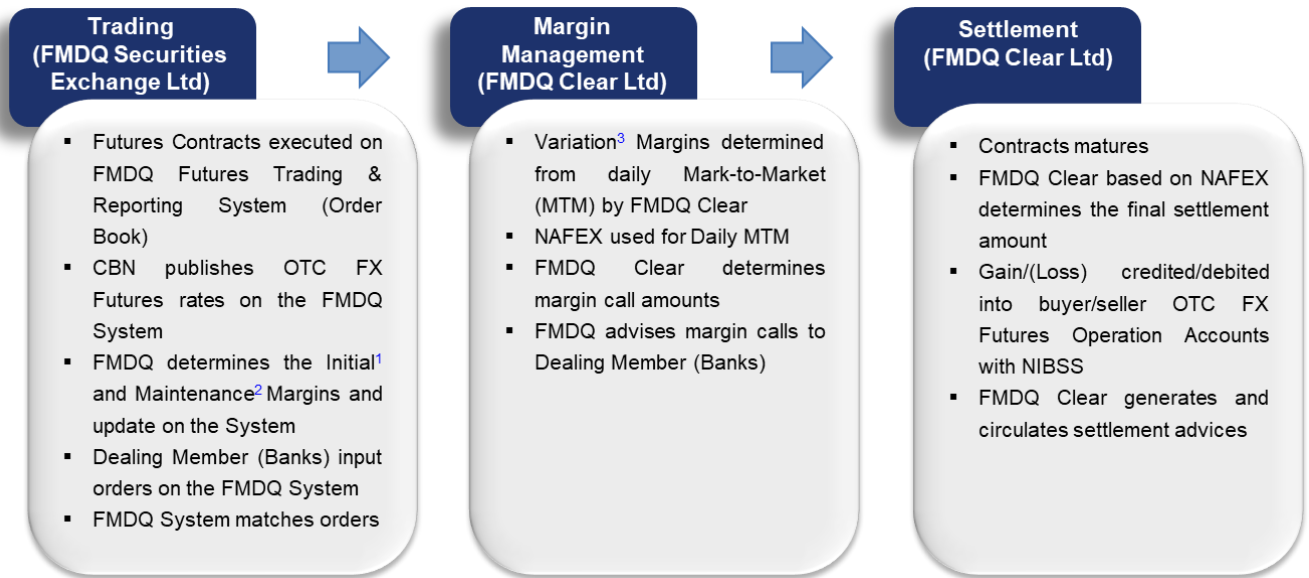 Trading
(FMDQ Securities
Exchange Ltd)
▪ Futures Contracts executed on
FMDQ Futures Trading &
Reporting System (Order
Book)
▪ CBN publishes OTC FX
Futures rates on the FMDQ
System
▪ FMDQ determines the Initial1
and Maintenance2 Margins and
update on the System
▪ Dealing Member (Banks) input
orders on the FMDQ System
▪ FMDQ System matches orders
Margin
Management
(FMDQ Clear Ltd)
▪ Variation3 Margins determined
from daily Mark-to-Market
(MTM) by FMDQ Clear
▪ NAFEX used for Daily MTM
▪ FMDQ Clear determines
margin call amounts
▪ FMDQ advises margin calls to
Dealing Member (Banks)
Settlement
(FMDQ Clear Ltd)
▪ Contracts matures
▪ FMDQ Clear based on NAFEX
determines the final settlement
amount
▪ Gain/(Loss) credited/debited
into buyer/seller OTC FX
Futures Operation Accounts
with NIBSS
▪ FMDQ Clear generates and
circulates settlement advices